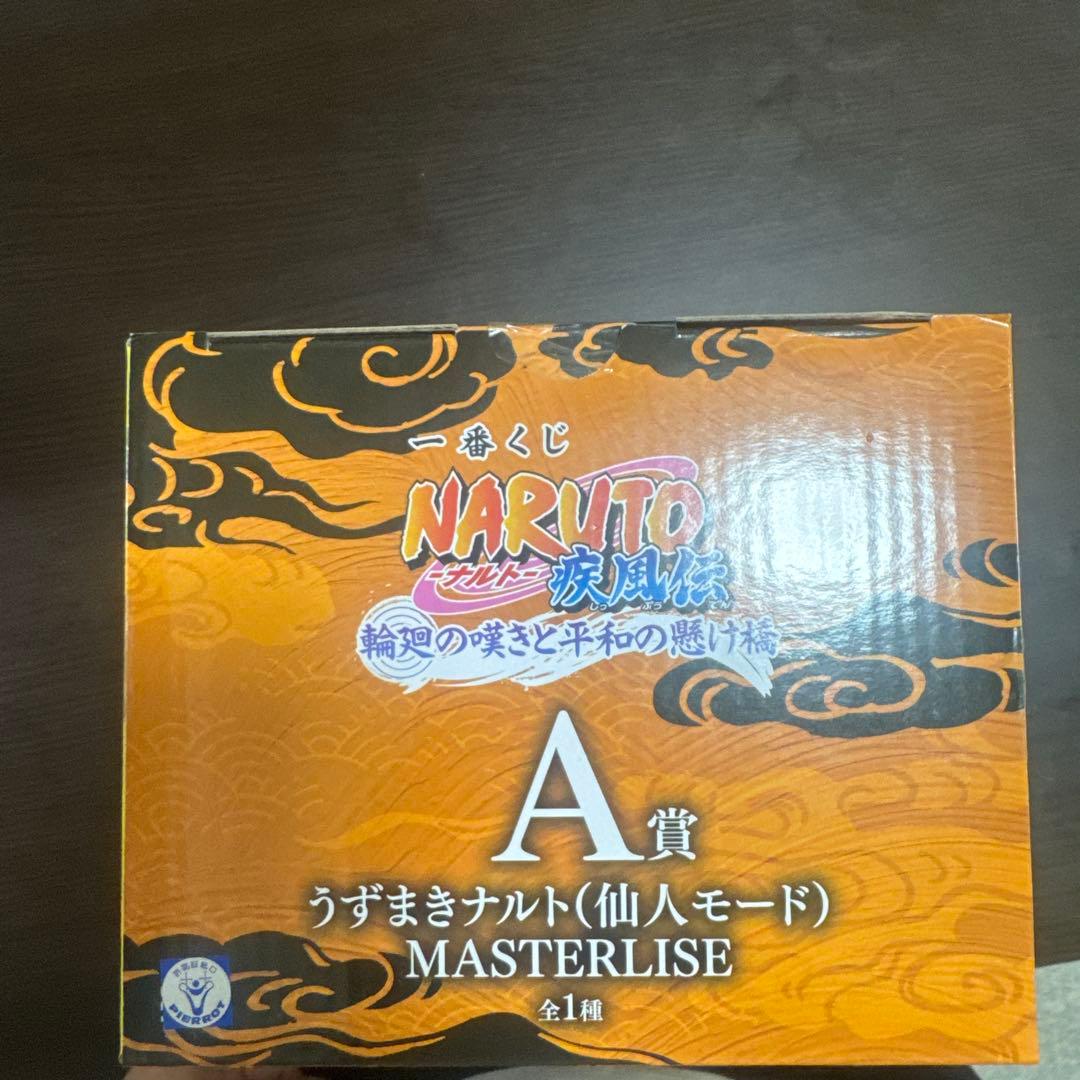 一番くじ
NARUTO
-ナルト-
疾風伝
しっぷうでん
輪廻の嘆きと平和の懸け橋
A賞
うずまきナルト(仙人モード)
MASTERLISE
全1種
PIERROT